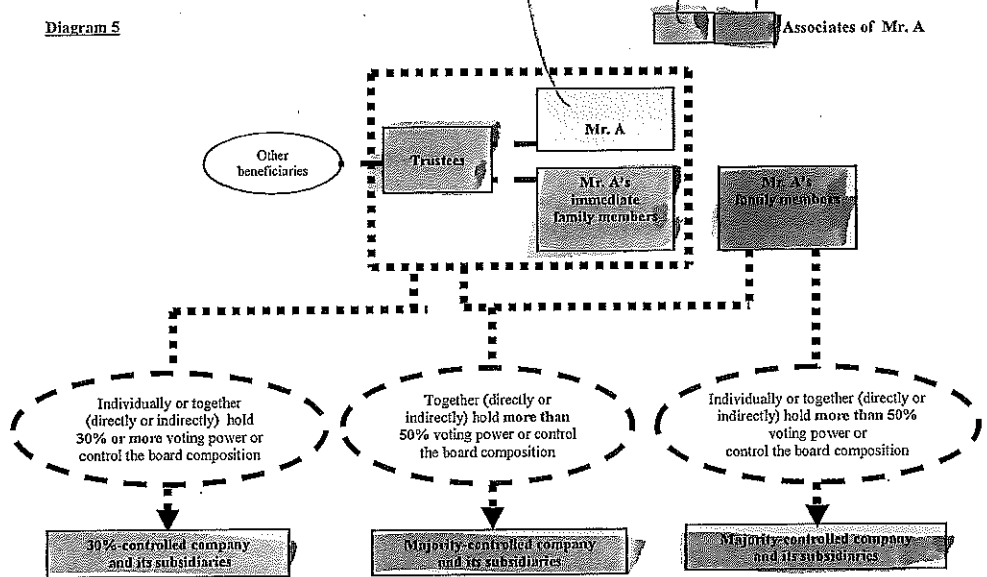 Diagram 5
Associates of Mr. A
Other
beneficiaries
Trustees
Mr. A
Mr. A's
immediate
family members
Mr. A's
family members
Individually or together
(directly or indirectly) hold
30% or more voting power or
control the board composition
Together (directly or
indirectly) hold more than
50% voting power or control
the board composition
Individually or together (directly or
indirectly) hold more than 50%
voting power or
control the board composition
30%-controlled company
and its subsidiaries
Majority-controlled company
and its subsidiaries
Majority-controlled company
and its subsidiaries